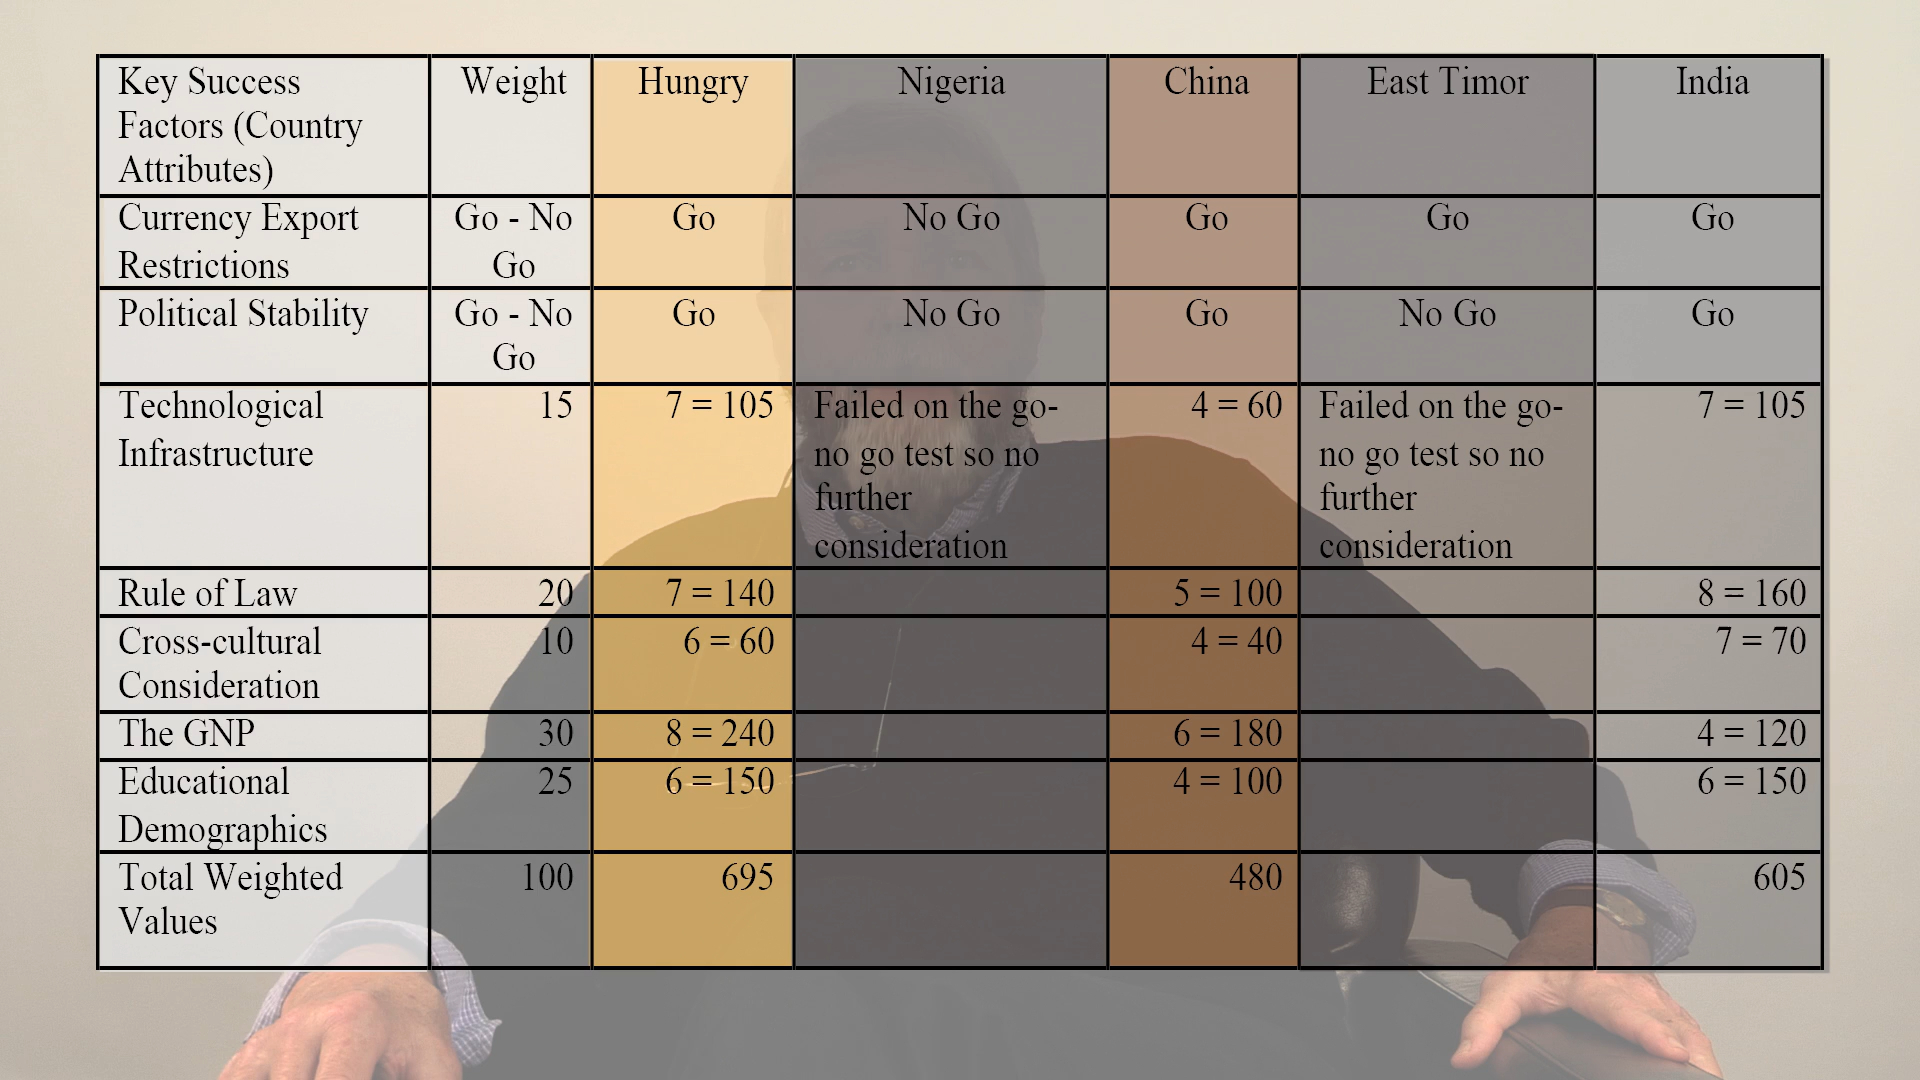 Key Success Factors (Country Attributes) Weight Hungry Nigeria China East Timor India
Currency Export Restrictions Go - No Go Go No Go Go Go Go
Political Stability Go - No Go Go No Go Go No Go Go
Technological Infrastructure 15 7 = 105 Failed on the go-no go test so no further consideration 4 = 60 Failed on the go-no go test so no further consideration 7 = 105
Rule of Law 20 7 = 140 5 = 100 8 = 160
Cross-cultural Consideration 10 6 = 60 4 = 40 7 = 70
The GNP 30 8 = 240 6 = 180 4 = 120
Educational Demographics 25 6 = 150 4 = 100 6 = 150
Total Weighted Values 100 695 480 605